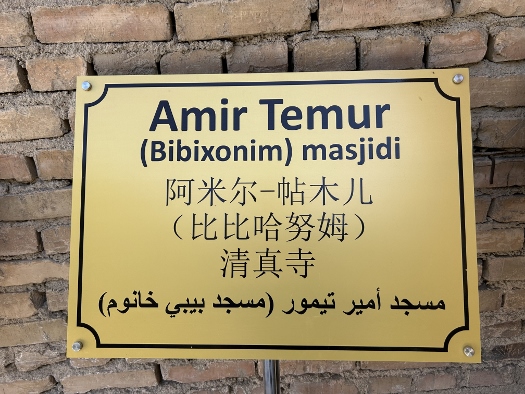 Amir Temur
(Bibixonim) masjidi
阿米尔-帖木儿
（比比哈努姆）
清真寺
مسجد أمير تيمور (مسجد بيبي خانوم)